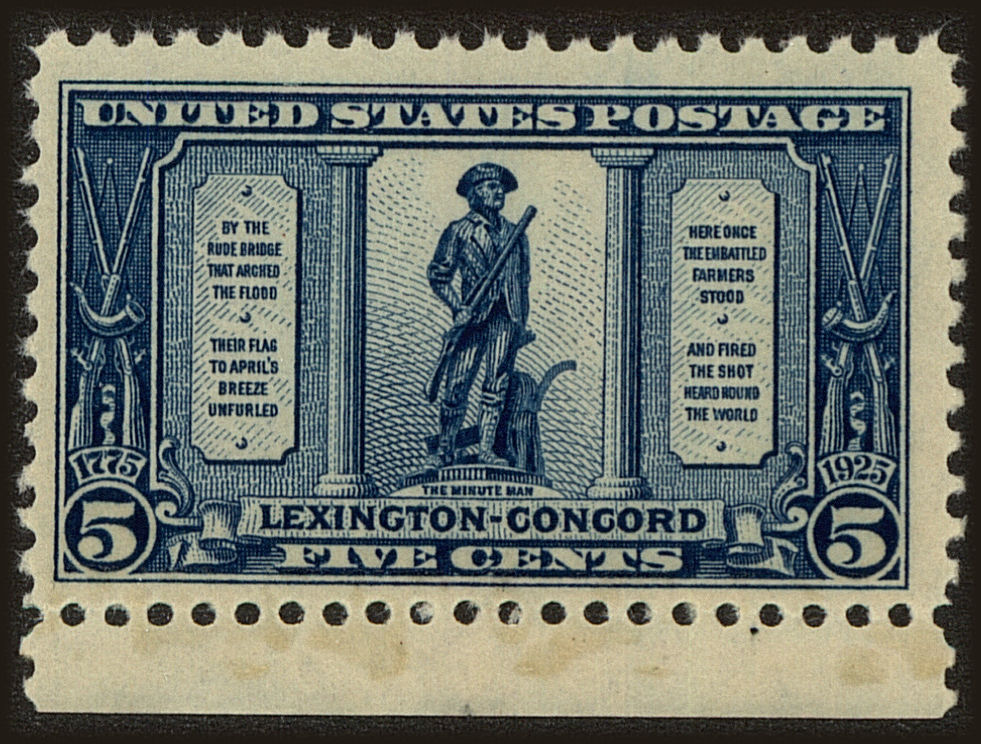 UNITED STATES POSTAGE
BY THE
RUDE BRIDGE
THAT ARCHED
THE FLOOD
THEIR FLAG
TO APRIL'S
BREEZE
UNFURLED
HERE ONCE
THE EMBATTLED
FARMERS
STOOD
AND FIRED
THE SHOT
HEARD ROUND
THE WORLD
1775
1925
THE MINUTE MAN
5
LEXINGTON-CONCORD
5
FIVE CENTS